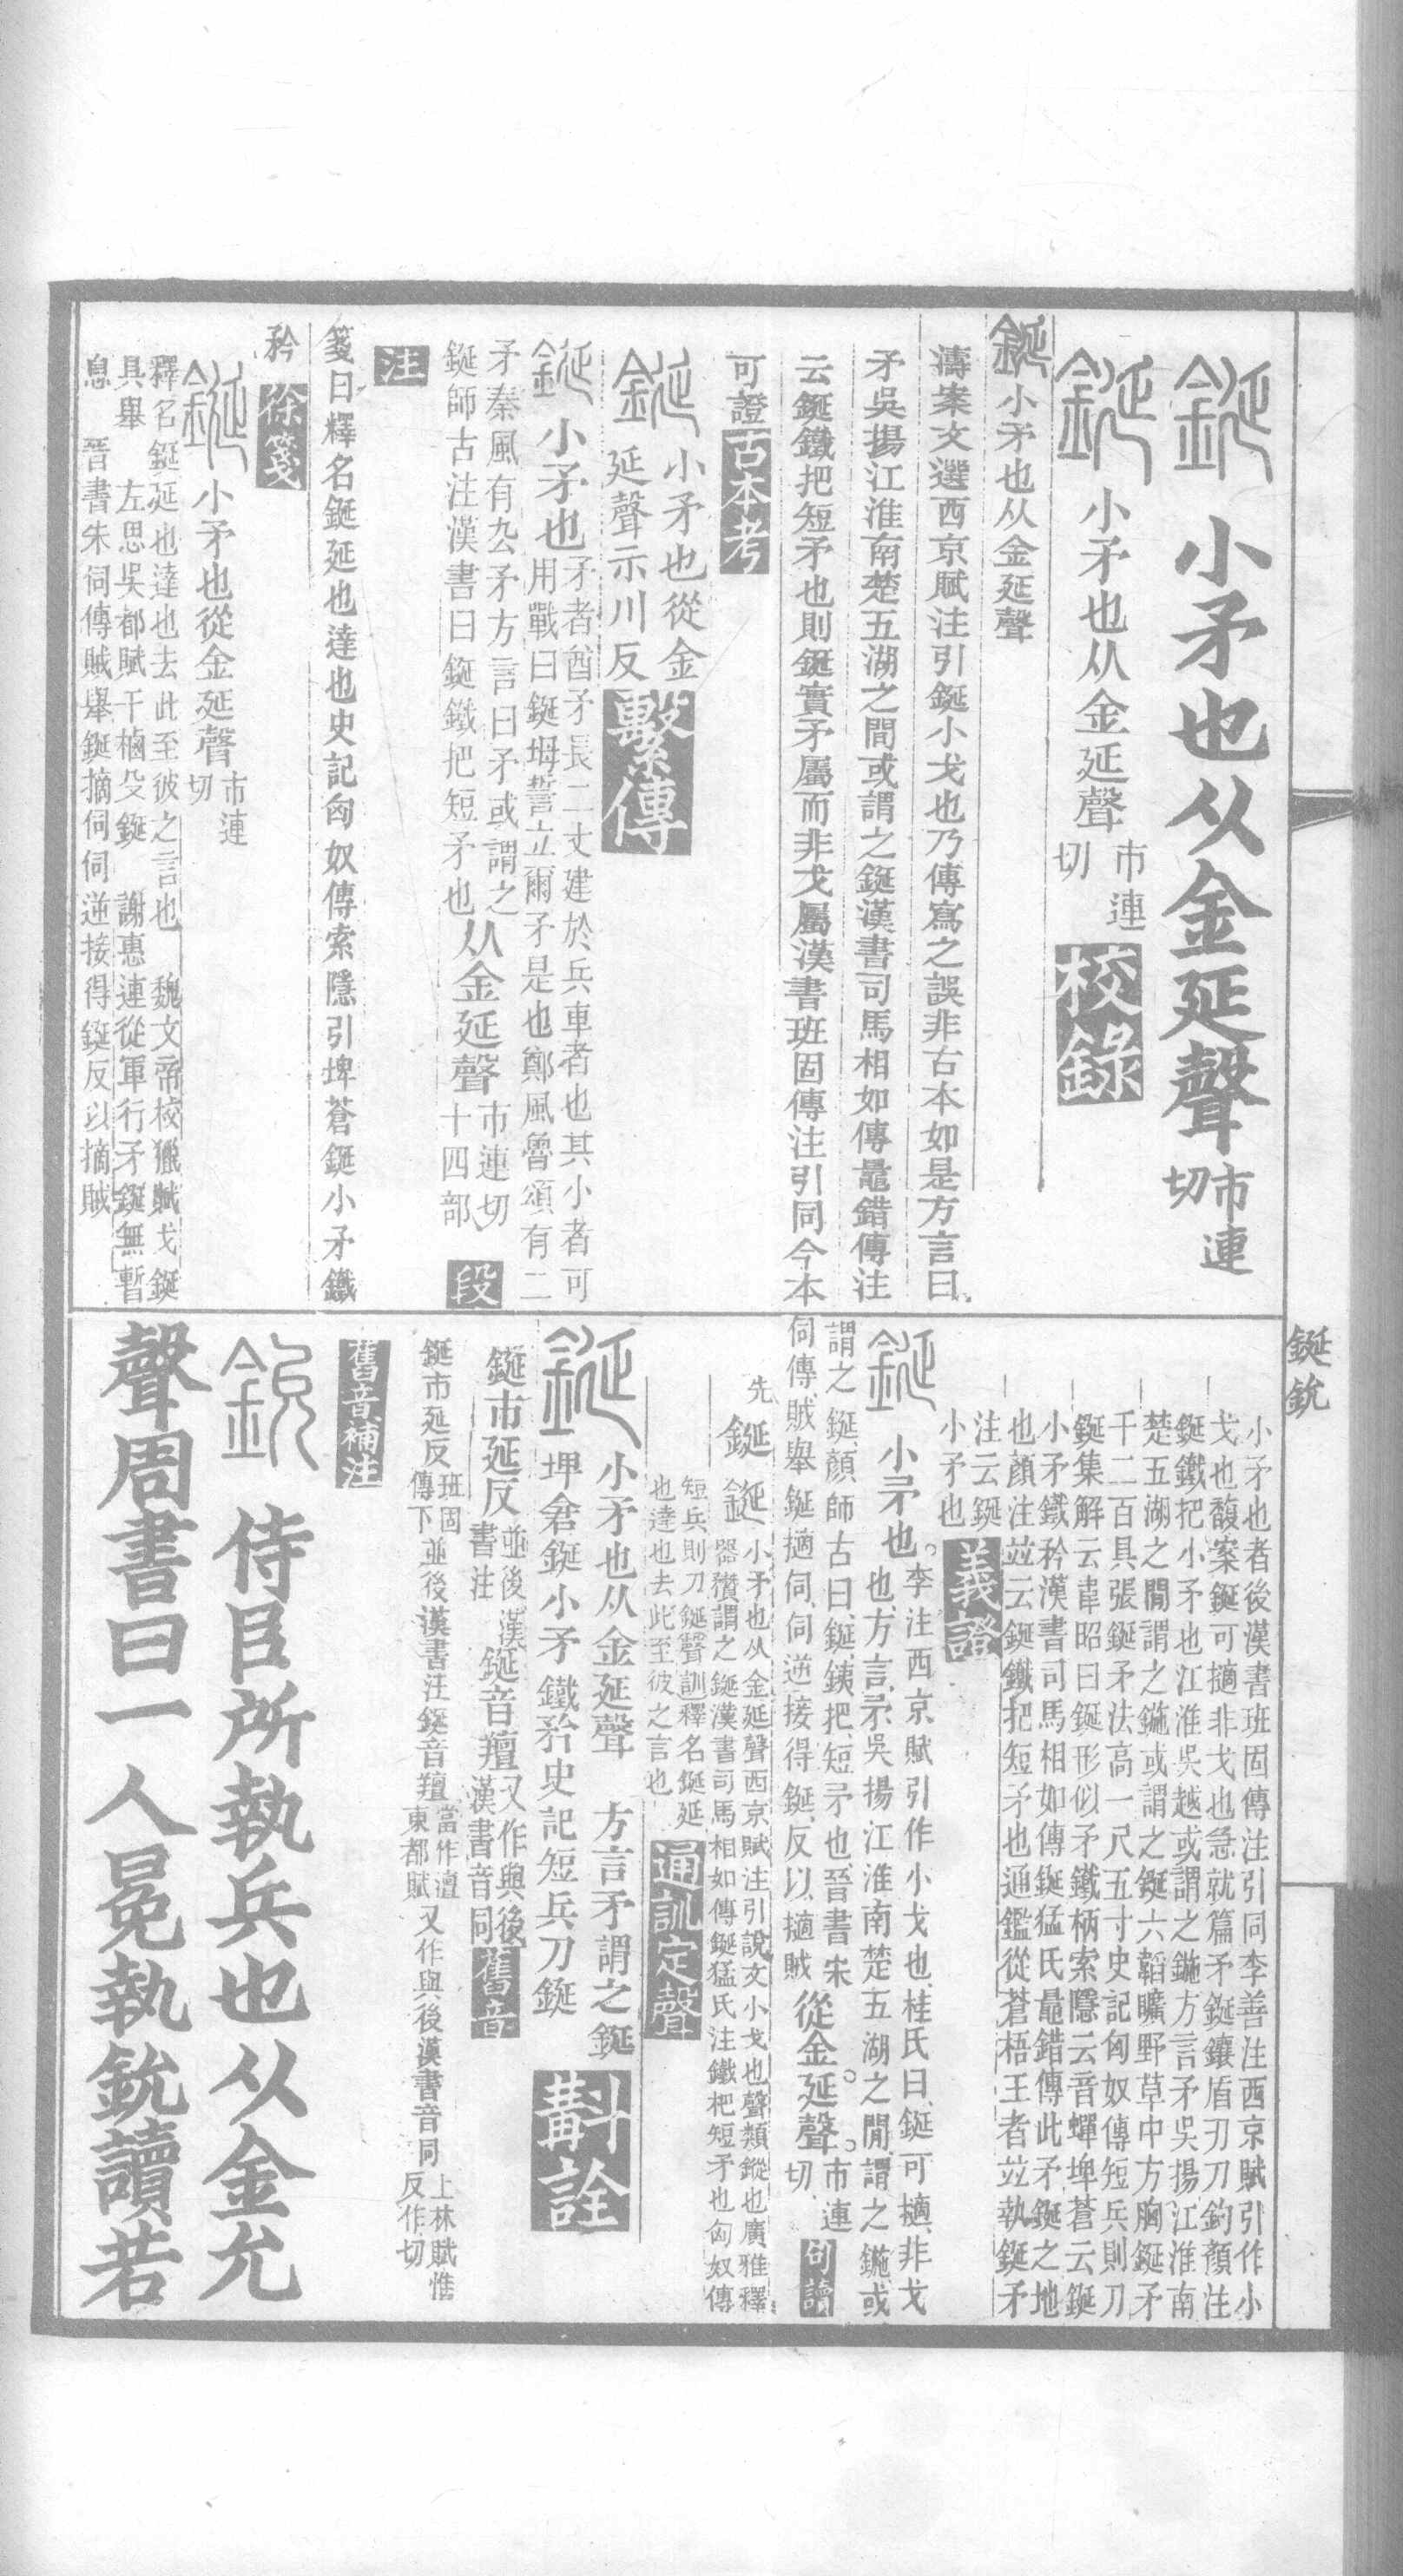 鋋 小矛也从金延聲市連切
鋋 小矛也从金延聲市連切 校錄
鋋小矛也从金延聲
濤案文選西京賦注引鋋小戈也乃傳寫之誤非古本如是方言曰
矛吳揚江淮南楚五湖之間或謂之鋋漢書司馬相如傳鼂錯傳注
云鋋鐵把短矛也則鋋實矛屬而非戈屬漢書班固傳注引同今本
可證 古本考
鋋 小矛也從金
延聲示川反 繫傳
鋋 小矛也矛者酋矛長二丈建於兵車者也其小者可
用戰曰鋋坶誓立爾矛是也鄭風魯頌有二
矛秦風有厹矛方言曰矛或謂之
鋋師古注漢書曰鋋鐵把短矛也从金延聲市連切
十四部 段
注
箋曰釋名鋋延也達也史記匈奴傳索隱引埤蒼鋋小矛鐵
矜 徐箋
鋋 小矛也從金延聲市連
切
釋名鋋延也達也去此至彼之言也 魏文帝校獵賦戈鋋
具舉 左思吳都賦干樐殳鋋 謝惠連從軍行矛鋋無暫
息 晉書朱伺傳賊舉鋋摘伺伺逆接得鋋反以摘賊
鋋銃
小矛也者後漢書班固傳注引同李善注西京賦引作小
戈也馥案鋋可擿非戈也急就篇矛鋋鑲盾刃刀鉤顏注
鋋鐵把小矛也江淮吳越或謂之鍦方言矛吳揚江淮南
楚五湖之閒謂之鍦或謂之鋋六韜曠野草中方胸鋋矛
千二百具張鋋矛法高一尺五寸史記匈奴傳短兵則刀
鋋集解云韋昭曰鋋形似矛鐵柄索隱云音蟬埤蒼云鋋
小矛鐵矜漢書司馬相如傳鋋猛氏鼂錯傳此矛鋋之地
也顏注竝云鋋鐵把短矛也通鑑從蒼梧王者竝執鋋矛
注云鋋
小矛也 義證
鋋 小矛也。李注西京賦引作小戈也桂氏曰鋋可擿非戈
也方言矛吳揚江淮南楚五湖之閒謂之鍦或
謂之鋋顏師古曰鋋鐵把短矛也晉書朱
伺傳賊舉鋋擿伺伺逆接得鋋反以擿賊從金延聲。市連
切 句讀
先 鋋 鋋小矛也从金延聲西京賦注引說文小戈也聲類鏦也廣雅釋
器穳謂之鋋漢書司馬相如傳鋋猛氏注鐵把短矛也匈奴傳
短兵則刀鋋聲訓釋名鋋延
也達也去此至彼之言也 通訓定聲
鋋 小矛也从金延聲 方言矛謂之鋋
埤倉鋋小矛鐵矜史記短兵刀鋋 斠詮
鋋市延反並後漢
書注鋋音羶又作與後
漢書音同 舊音
鋋市延反班固
傳下並後漢書注鋋音羶當作澶
東都賦又作與後漢書音同上林賦惟
反作切
舊音補注
銃 侍臣所執兵也从金允
聲周書曰一人冕執銃讀若